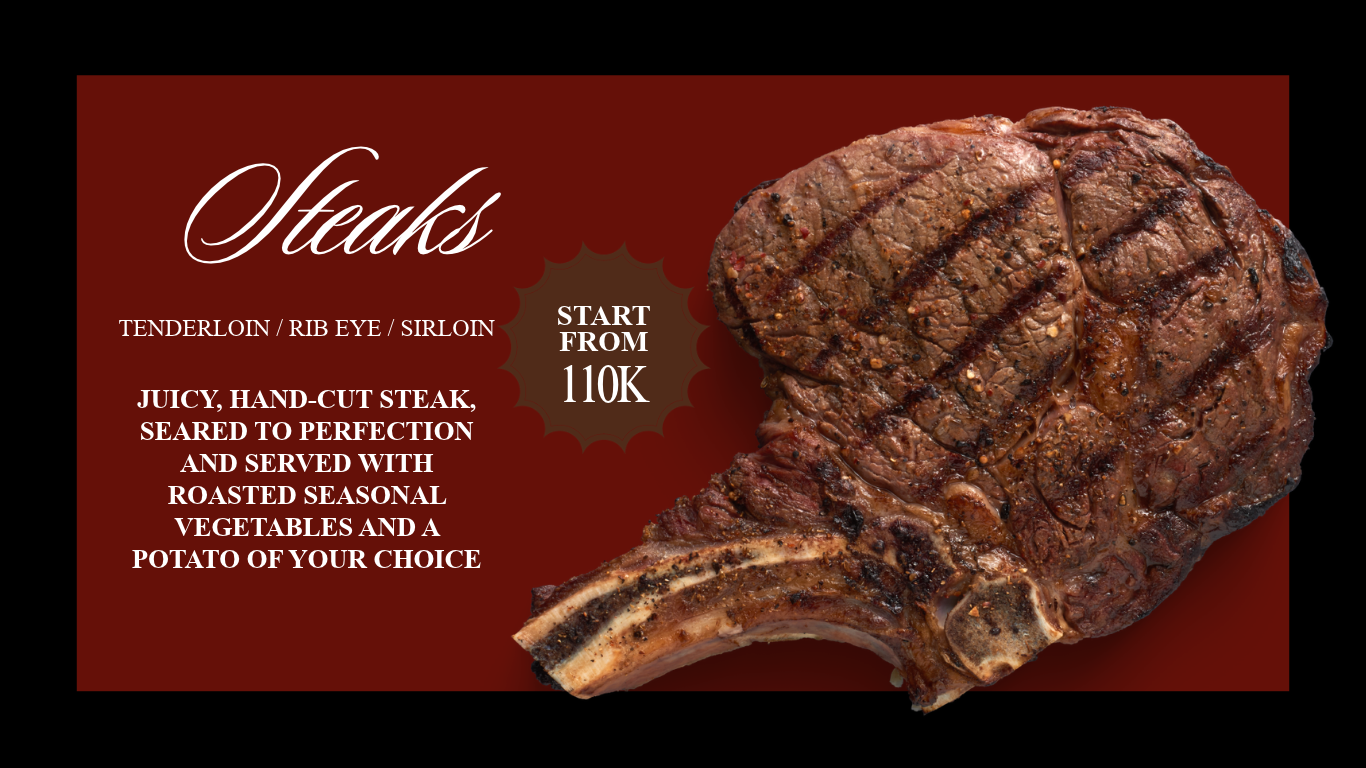 Steaks
TENDERLOIN / RIB EYE / SIRLOIN
JUICY, HAND-CUT STEAK,
SEARED TO PERFECTION
AND SERVED WITH
ROASTED SEASONAL
VEGETABLES AND A
POTATO OF YOUR CHOICE
START
FROM
110K